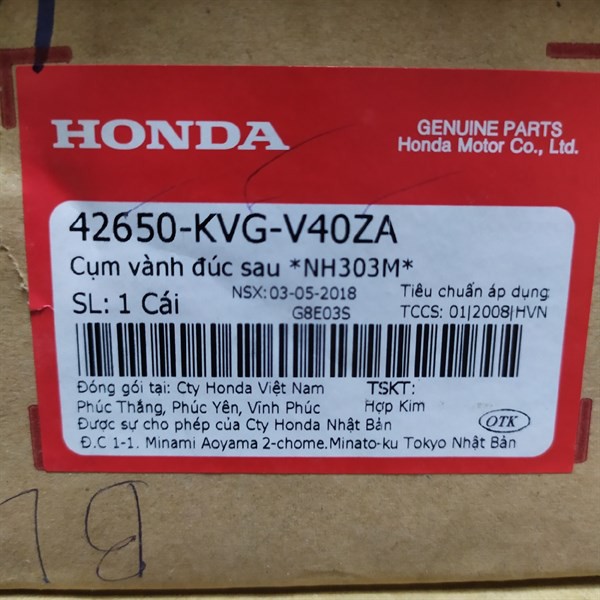 HONDA
GENUINE PARTS
Honda Motor Co., Ltd.
42650-KVG-V40ZA
Cụm vành đúc sau *NH303M*
SL: 1 Cái
NSX: 03-05-2018
G8E03S
Tiêu chuẩn áp dụng
TCCS: 01|2008|HVN
Đóng gói tại: Cty Honda Việt Nam
Phúc Thắng, Phúc Yên, Vĩnh Phúc
Được sự cho phép của Cty Honda Nhật Bản
Đ.C 1-1. Minami Aoyama 2-chome.Minato-ku Tokyo Nhật Bản
TSKT:
Hợp Kim
OTK